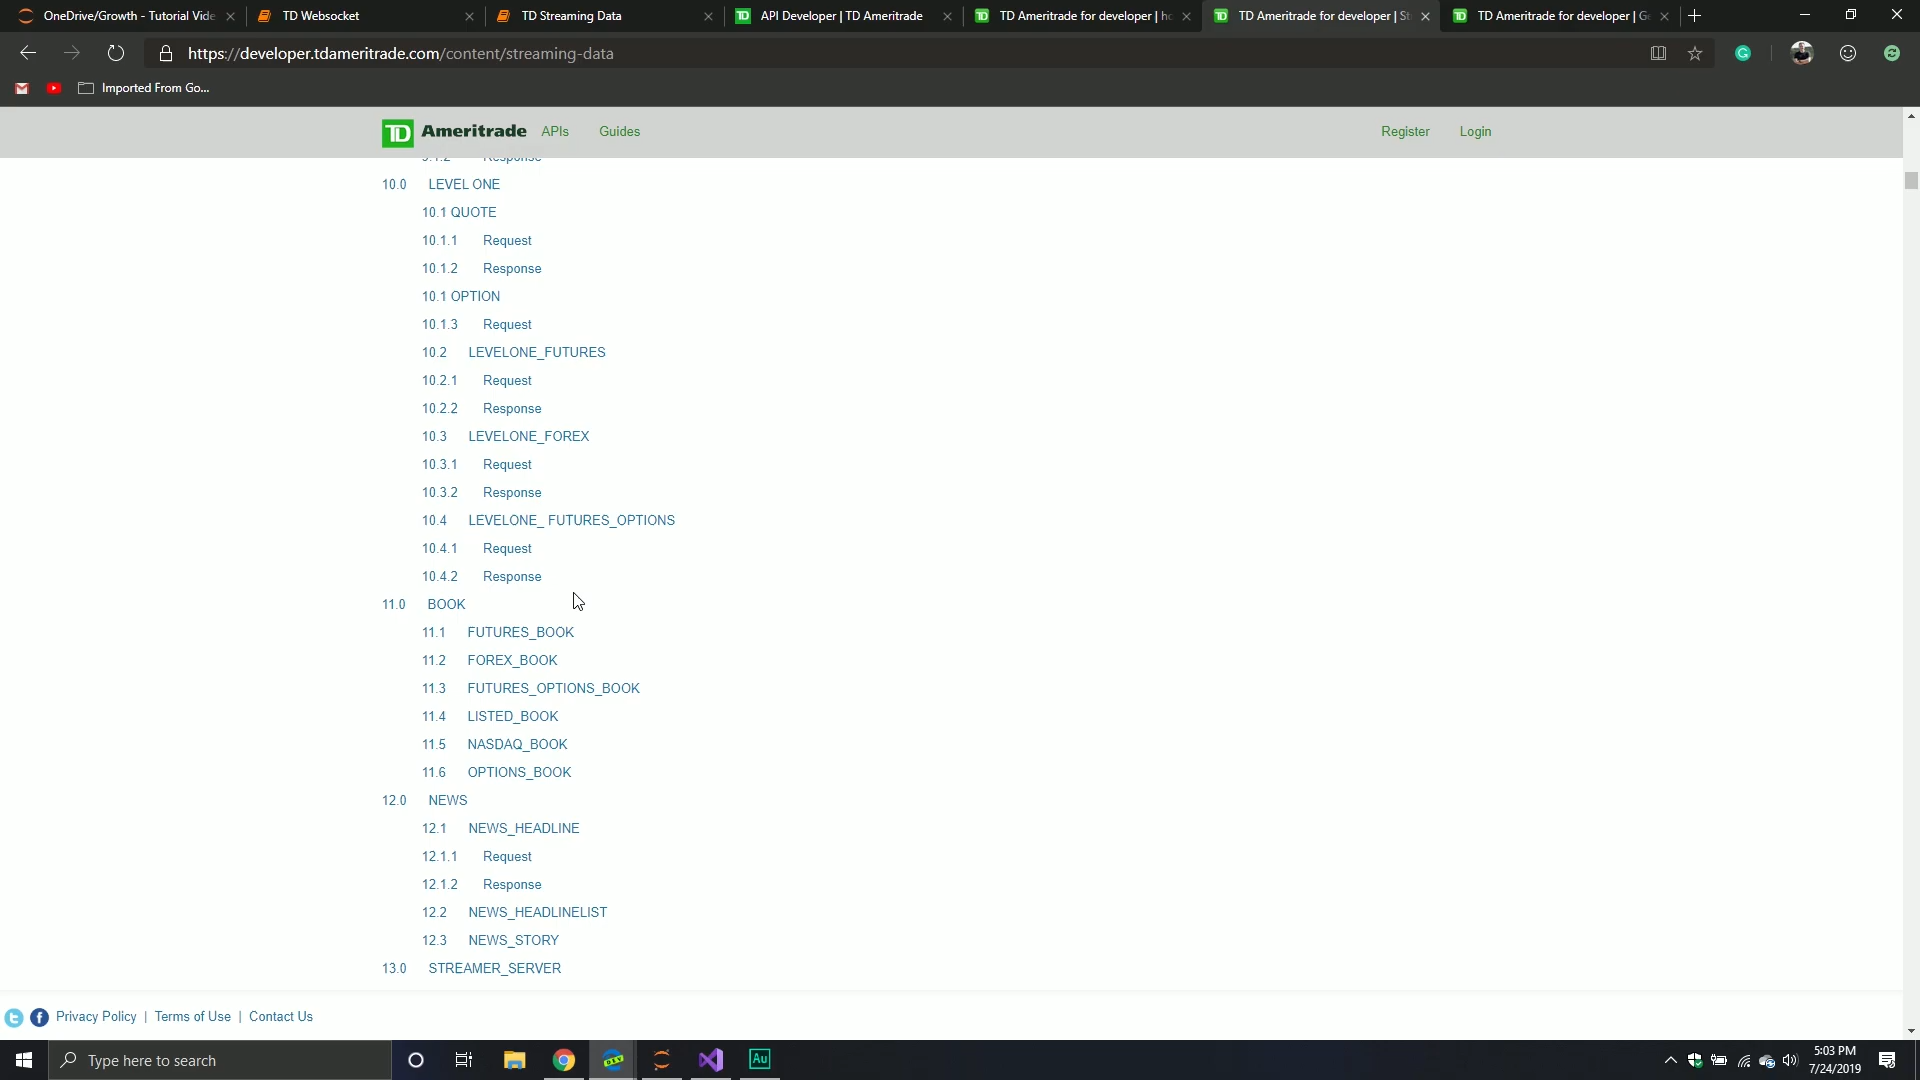 OneDrive/Growth - Tutorial Vide
TD Websocket
TD Streaming Data
API Developer | TD Ameritrade
TD Ameritrade for developer | ho
TD Ameritrade for developer | St
TD Ameritrade for developer | Ge
https://developer.tdameritrade.com/content/streaming-data
Imported From Go...
TD Ameritrade APIs Guides Register Login
9.1.2 Response
10.0 LEVEL ONE
10.1 QUOTE
10.1.1 Request
10.1.2 Response
10.1 OPTION
10.1.3 Request
10.2 LEVELONE_FUTURES
10.2.1 Request
10.2.2 Response
10.3 LEVELONE_FOREX
10.3.1 Request
10.3.2 Response
10.4 LEVELONE_ FUTURES_OPTIONS
10.4.1 Request
10.4.2 Response
11.0 BOOK
11.1 FUTURES_BOOK
11.2 FOREX_BOOK
11.3 FUTURES_OPTIONS_BOOK
11.4 LISTED_BOOK
11.5 NASDAQ_BOOK
11.6 OPTIONS_BOOK
12.0 NEWS
12.1 NEWS_HEADLINE
12.1.1 Request
12.1.2 Response
12.2 NEWS_HEADLINELIST
12.3 NEWS_STORY
13.0 STREAMER_SERVER
Privacy Policy | Terms of Use | Contact Us
Type here to search
DEV
Au
5:03 PM
7/24/2019